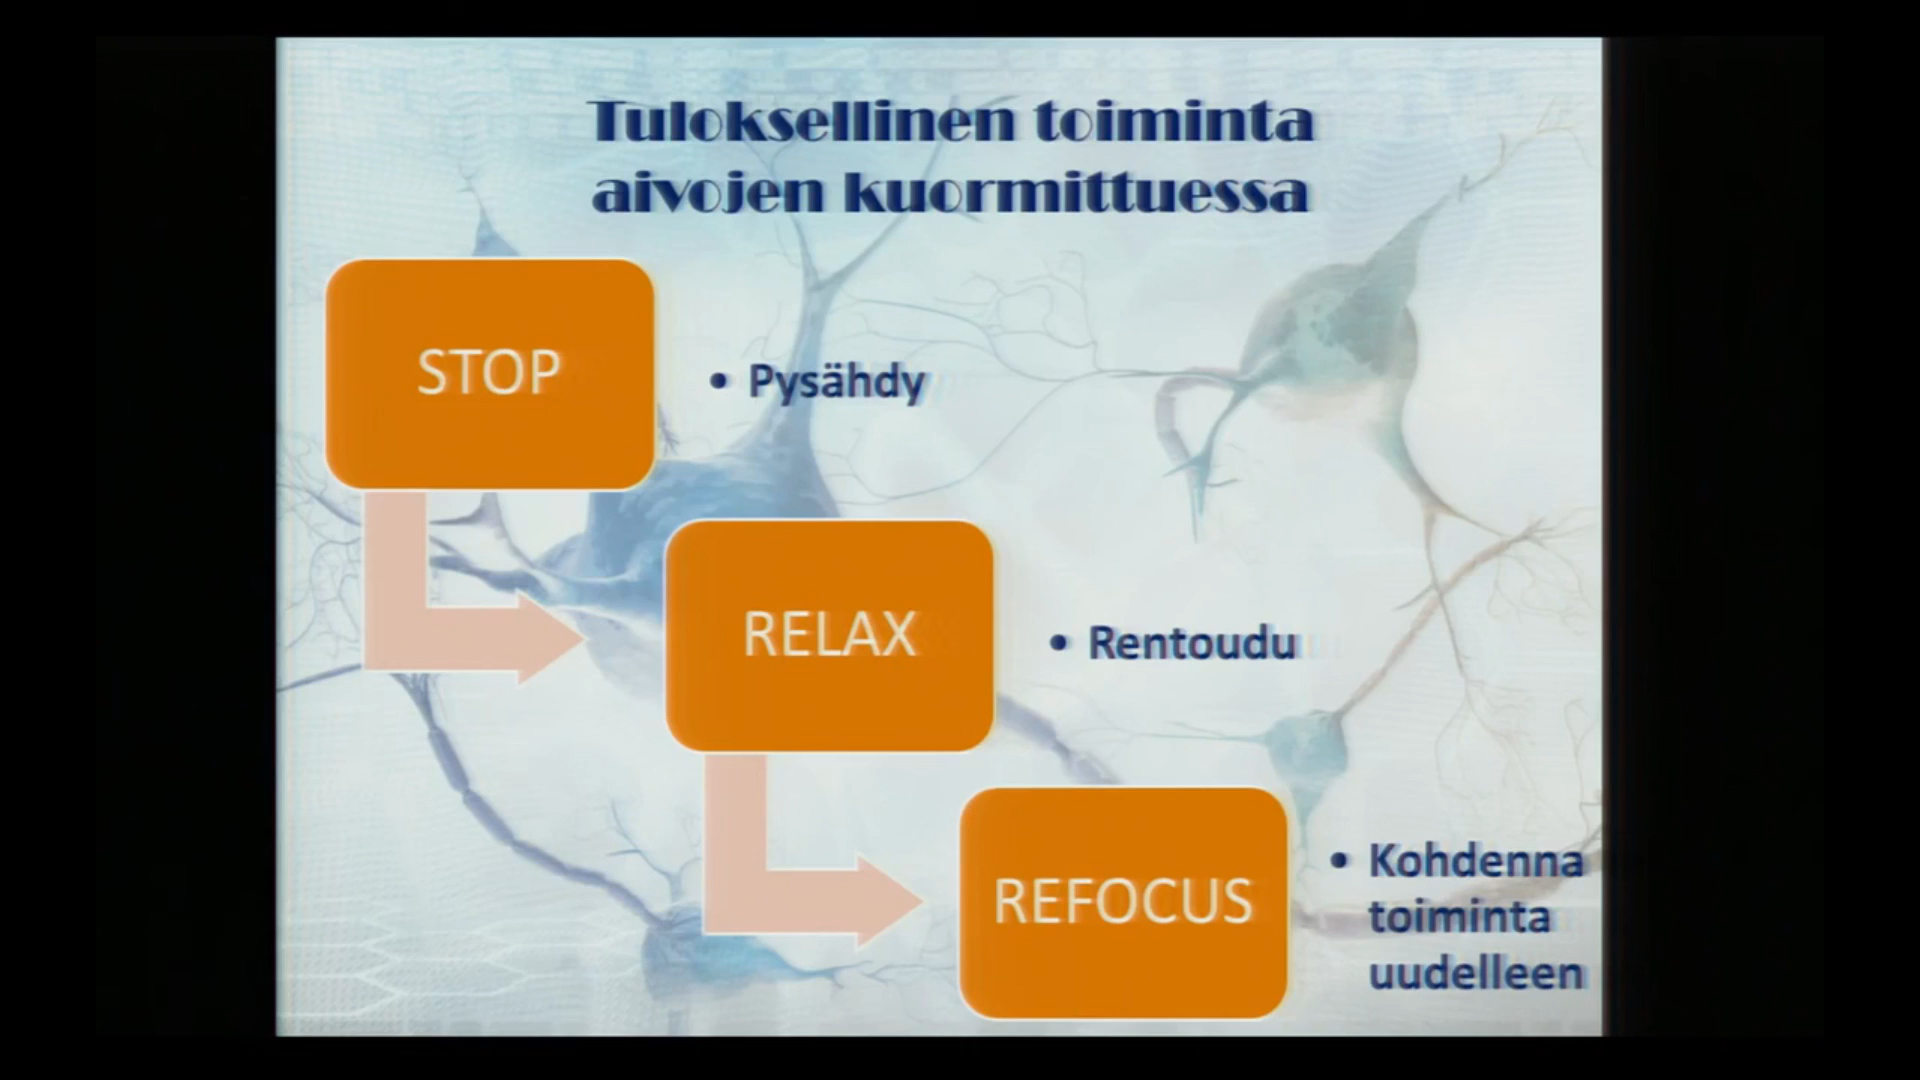 Tuloksellinen toiminta
aivojen kuormittuessa
STOP
• Pysähdy
RELAX
• Rentoudu
REFOCUS
• Kohdenna
toiminta
uudelleen